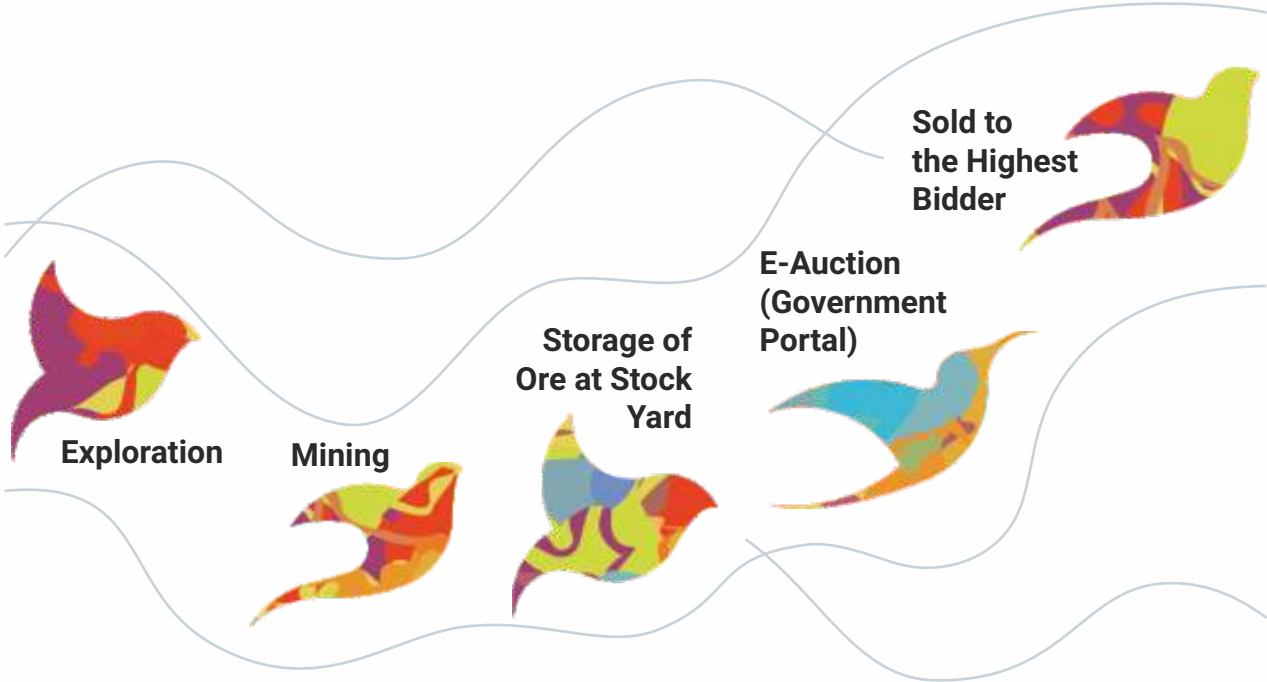 Exploration
Mining
Storage of
Ore at Stock
Yard
E-Auction
(Government
Portal)
Sold to
the Highest
Bidder